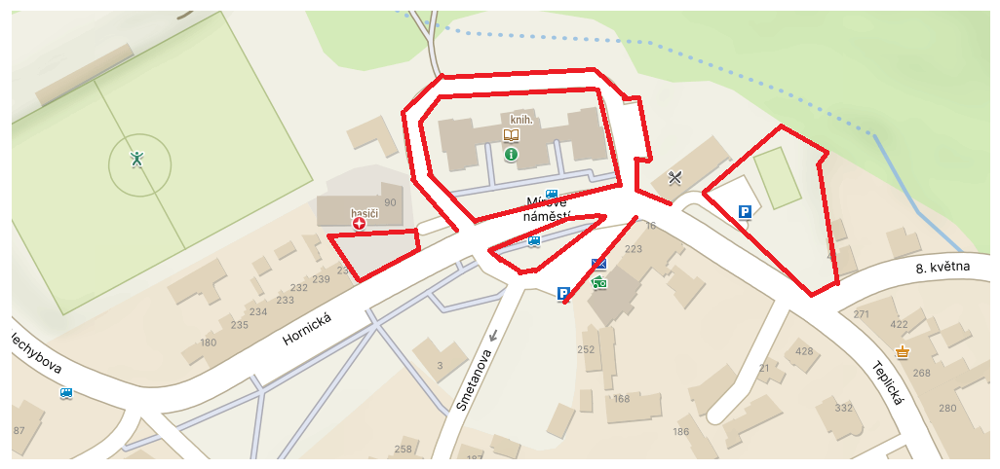 knih.
i
Mírové
náměstí
hasiči
90
P
16
223
P
8. května
239
232
233
234
235
180
Hornická
Smetanova
3
252
168
186
258
187
87
271
422
268
428
21
332
280
Teplická